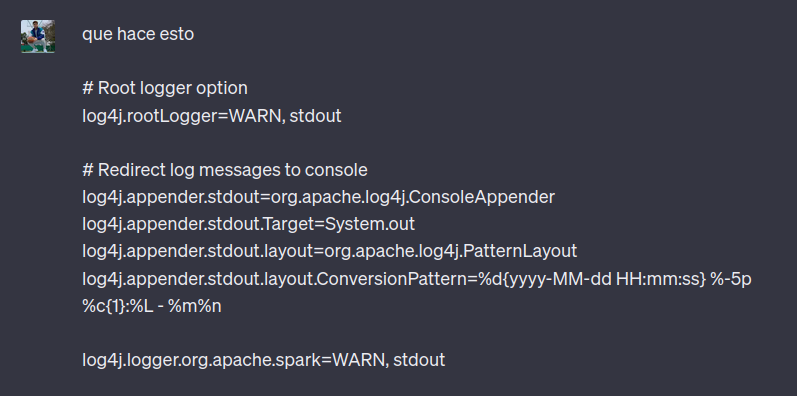 que hace esto
# Root logger option
log4j.rootLogger=WARN, stdout
# Redirect log messages to console
log4j.appender.stdout=org.apache.log4j.ConsoleAppender
log4j.appender.stdout.Target=System.out
log4j.appender.stdout.layout=org.apache.log4j.PatternLayout
log4j.appender.stdout.layout.ConversionPattern=%d{yyyy-MM-dd HH:mm:ss} %-5p
%c{1}:%L - %m%n
log4j.logger.org.apache.spark=WARN, stdout